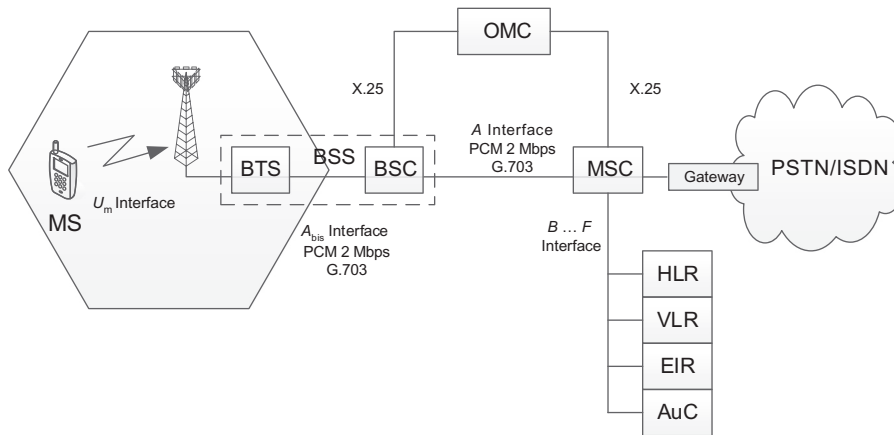 OMC
X.25
X.25
A Interface
PCM 2 Mbps
G.703
BSS
BTS
BSC
MSC
Gateway
PSTN/ISDN
MS
Um Interface
Abis Interface
PCM 2 Mbps
G.703
B ... F
Interface
HLR
VLR
EIR
AuC